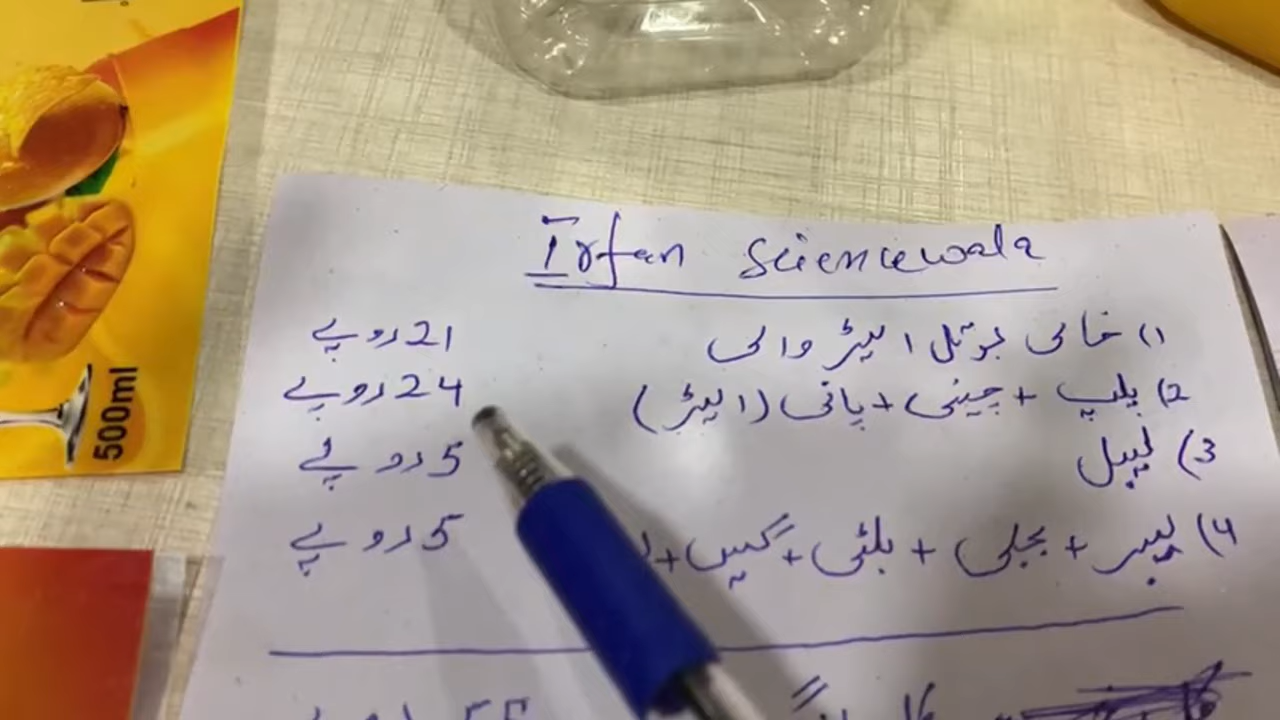 Irfan Sciencewala
1) خالی بوتل 1 لیٹر والی 21 روپے
2) پلپ + چینی + پانی (1 لیٹر) 24 روپے
3) لیبل 5 روپے
4) لیبر + بجلی + بلٹی + گیس + 5 روپے
55
500ml